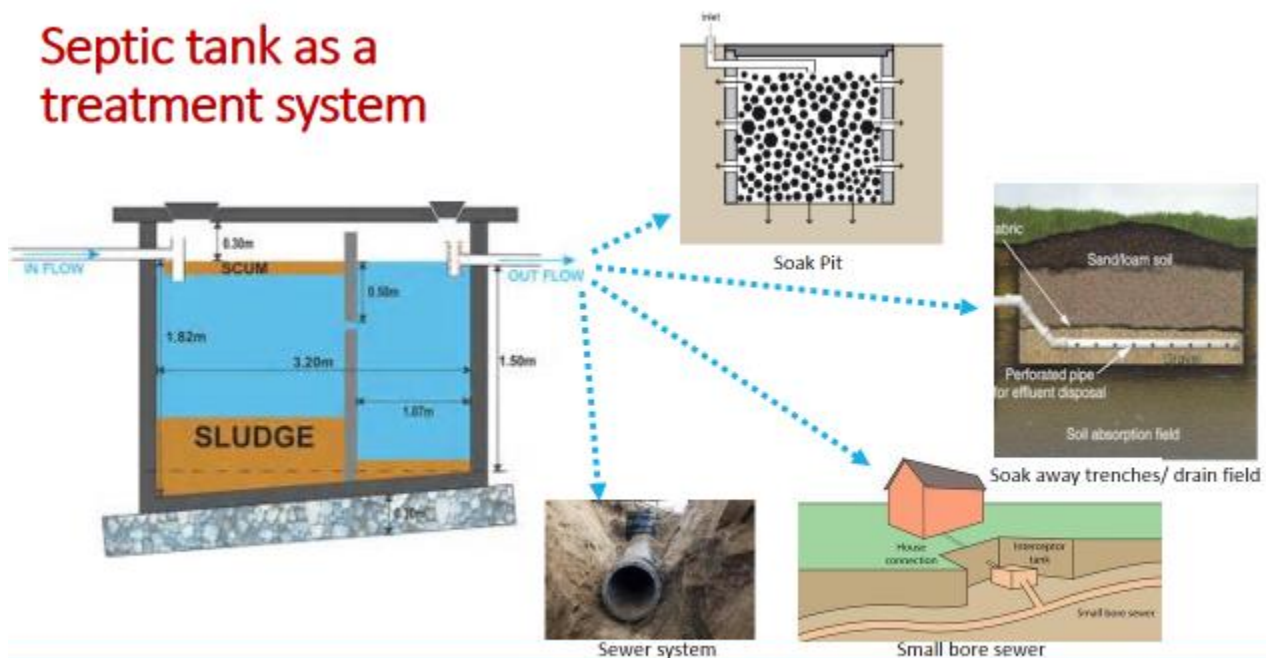 Septic tank as a
treatment system
Inlet
Soak Pit
IN FLOW
0.30m
SCUM
OUT FLOW
0.50m
1.82m
3.20m
1.50m
1.07m
SLUDGE
abric
Sand/loam soil
Gravel
Perforated pipe
for effluent disposal
Soil absorption field
Soak away trenches/ drain field
House
connection
Interceptor
tank
Small bore sewer
Sewer system
Small bore sewer